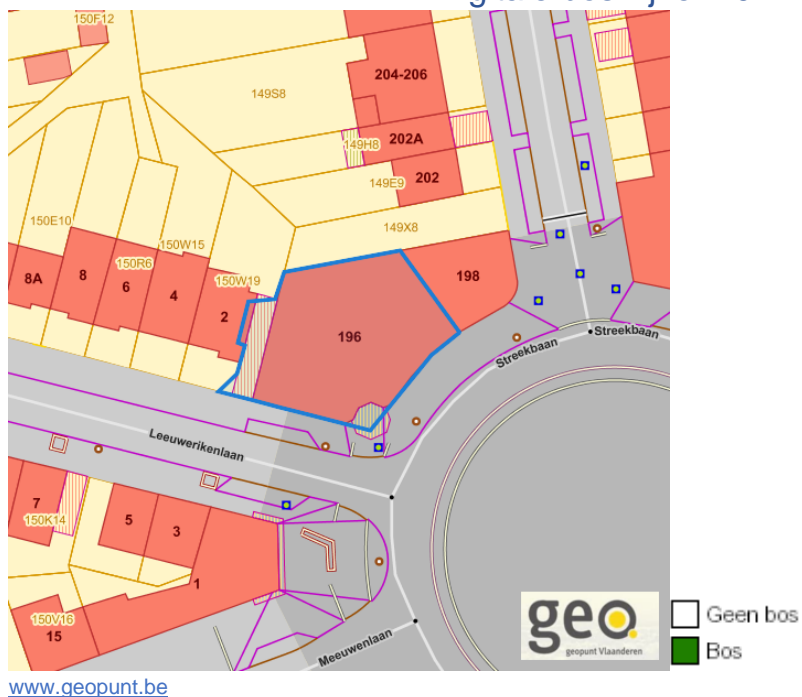 150F12
204-206
149S8
202A
149H8
202
149E9
149X8
150E10
150W15
150R6
150W19
8A
8
6
4
2
198
196
Streekbaan
Streekbaan
Leeuwerikenlaan
7
150K14
5
3
1
150V16
15
Meeuwenlaan
geo
geopunt Vlaanderen
Geen bos
Bos
www.geopunt.be